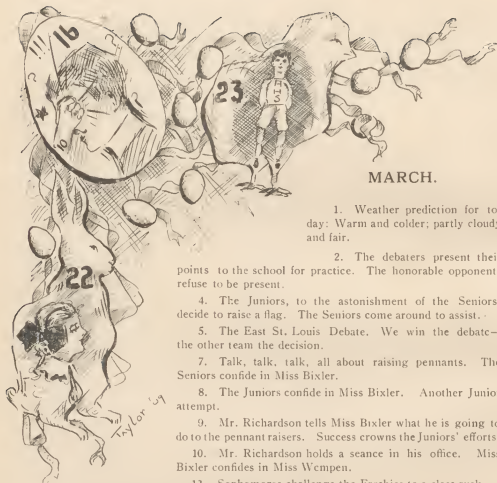 16
10
23
H S
22
Taylor '09
MARCH.
1. Weather prediction for to-
day: Warm and colder; partly cloudy
and fair.
2. The debaters present their
points to the school for practice. The honorable opponents
refuse to be present.
4. The Juniors, to the astonishment of the Seniors,
decide to raise a flag. The Seniors come around to assist.
5. The East St. Louis Debate. We win the debate—
the other team the decision.
7. Talk, talk, talk, all about raising pennants. The
Seniors confide in Miss Bixler.
8. The Juniors confide in Miss Bixler. Another Junior
attempt.
9. Mr. Richardson tells Miss Bixler what he is going to
do to the pennant raisers. Success crowns the Juniors' efforts.
10. Mr. Richardson holds a seance in his office. Miss
Bixler confides in Miss Wempen.